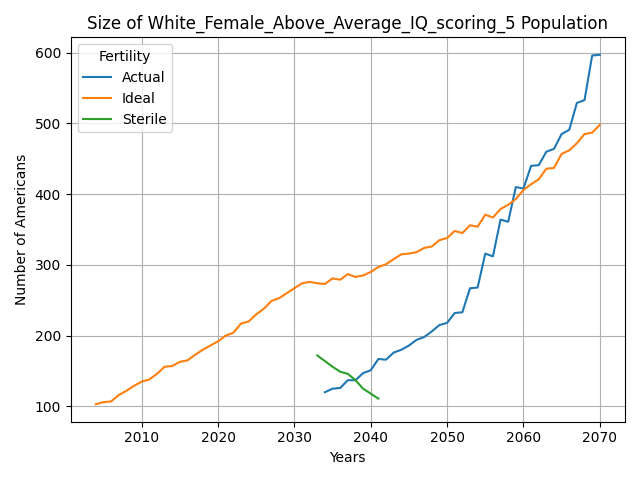 Size of White_Female_Above_Average_IQ_scoring_5 Population
Fertility
Actual
Ideal
Sterile
600
500
400
300
200
100
Number of Americans
2010 2020 2030 2040 2050 2060 2070
Years